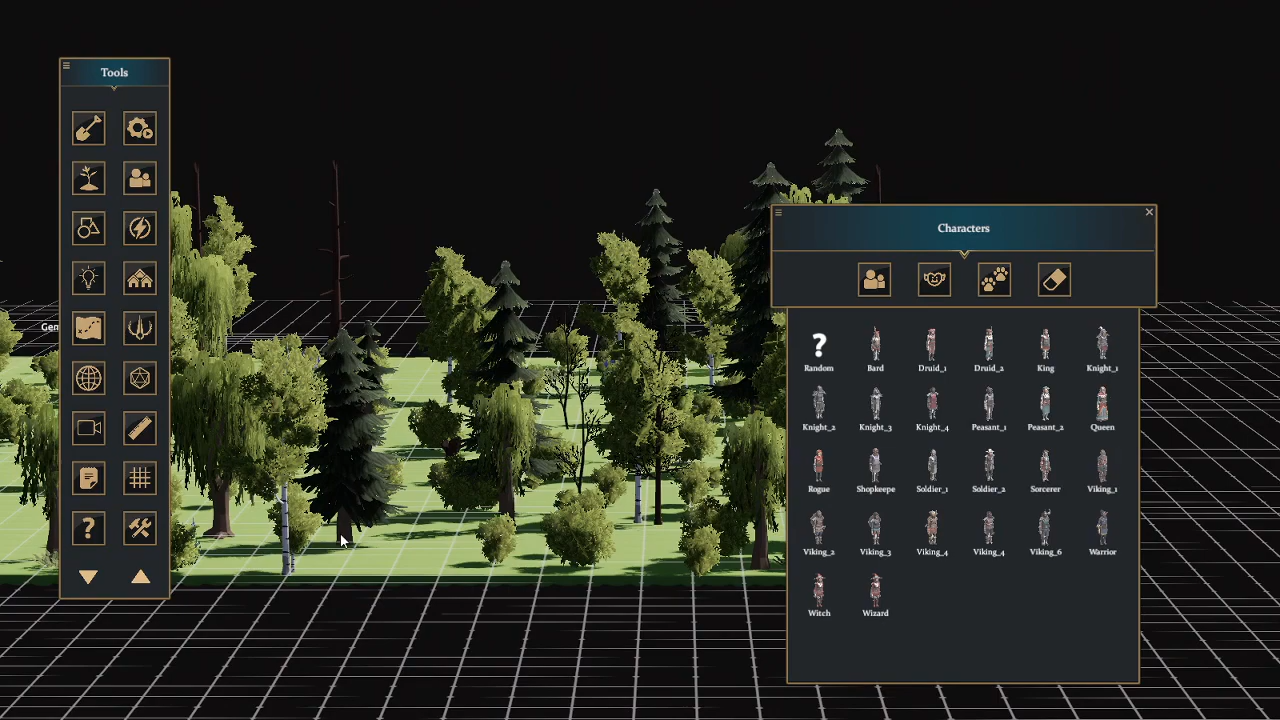 Tools
Gen
Characters
?
Random
Bard
Druid_1
Druid_2
King
Knight_1
Knight_2
Knight_3
Knight_4
Peasant_1
Peasant_2
Queen
Rogue
Shopkeepe
Soldier_1
Soldier_2
Sorcerer
Viking_1
Viking_2
Viking_3
Viking_4
Viking_4
Viking_6
Warrior
Witch
Wizard
?